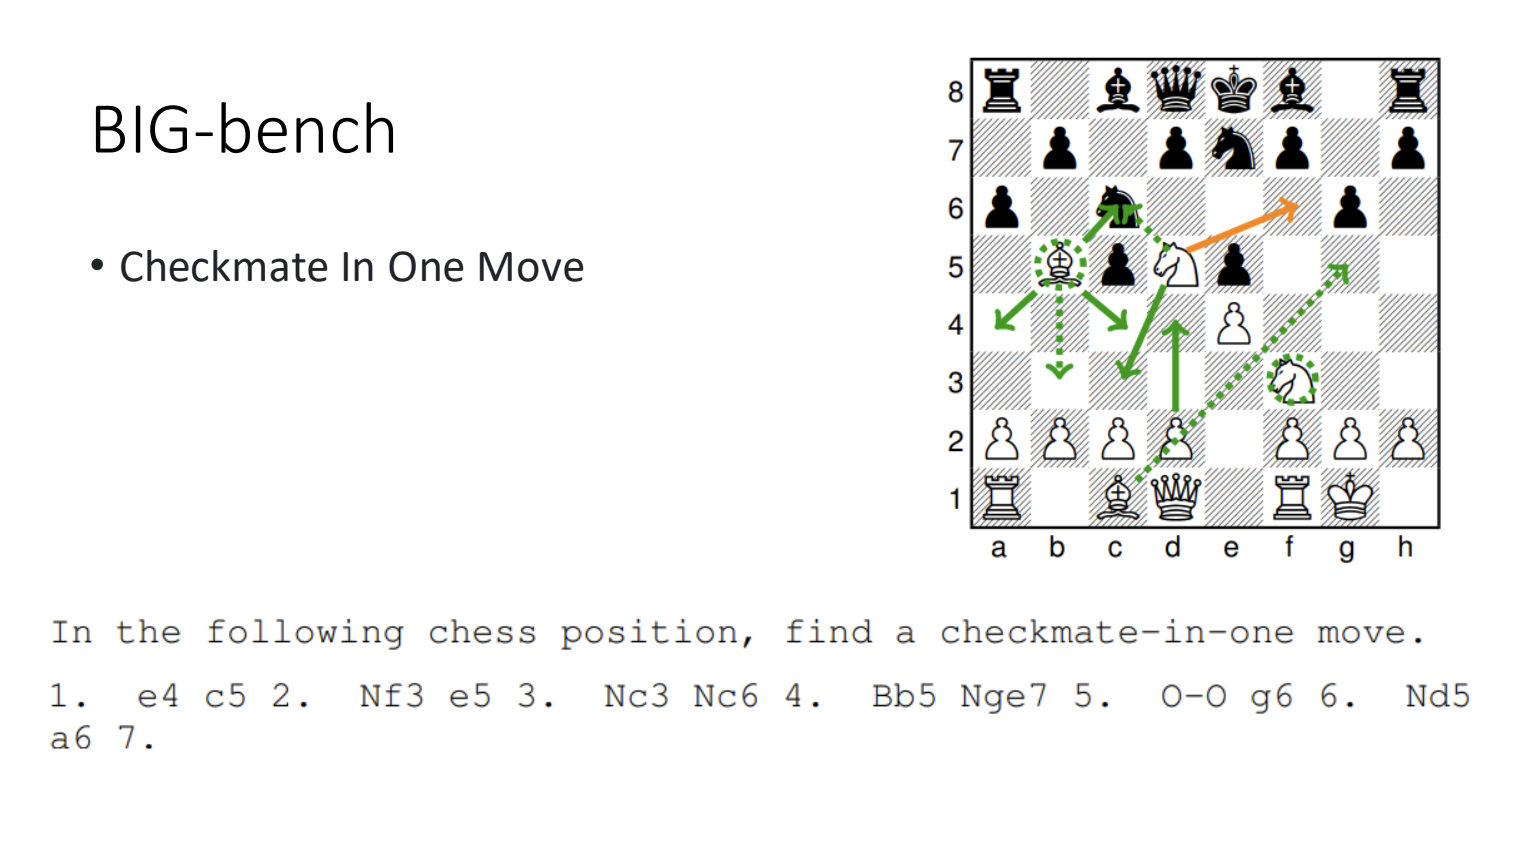 BIG-bench
• Checkmate In One Move
8
7
6
5
4
3
2
1
a b c d e f g h
In the following chess position, find a checkmate-in-one move.
1. e4 c5 2. Nf3 e5 3. Nc3 Nc6 4. Bb5 Nge7 5. O-O g6 6. Nd5
a6 7.